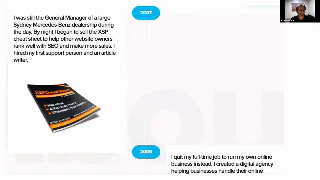 2007
I was still the General Manager of a large
Sydney Mercedes-Benz dealership during
the day. By night I began to sell the XSP
cheat sheet to help other website owners
rank well with SEO and make more sales. I
hired my first support person and an article
writer.
2008
I quit my full-time job to run my own online
business instead. I created a digital agency
helping businesses handle their online